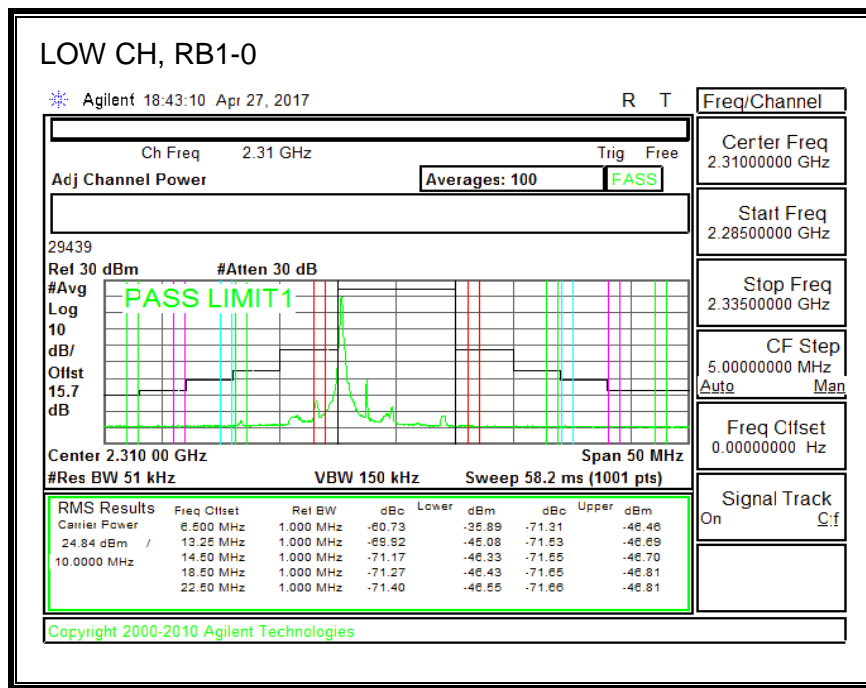 LOW CH, RB1-0
Agilent 18:43:10 Apr 27, 2017 R T
Freq/Channel
Ch Freq 2.31 GHz Trig Free
Adj Channel Power Averages: 100 PASS
Center Freq
2.31000000 GHz
Start Freq
2.28500000 GHz
Stop Freq
2.33500000 GHz
CF Step
5.00000000 MHz
Auto Man
Freq Offset
0.00000000 Hz
Signal Track
On Off
29439
Ref 30 dBm #Atten 30 dB
#Avg
Log
10
dB/
Offst
15.7
dB
PASS LIMIT1
Center 2.310 00 GHz Span 50 MHz
#Res BW 51 kHz VBW 150 kHz Sweep 58.2 ms (1001 pts)
RMS Results Freq Offset Ref BW dBc Lower dBm dBc Upper dBm
Carrier Power 6.500 MHz 1.000 MHz -60.73 -35.89 -71.31 -46.46
24.84 dBm / 13.25 MHz 1.000 MHz -69.92 -45.08 -71.53 -46.69
10.0000 MHz 14.50 MHz 1.000 MHz -71.17 -46.33 -71.55 -46.70
18.50 MHz 1.000 MHz -71.27 -46.43 -71.65 -46.81
22.50 MHz 1.000 MHz -71.40 -46.55 -71.66 -46.81
Copyright 2000-2010 Agilent Technologies